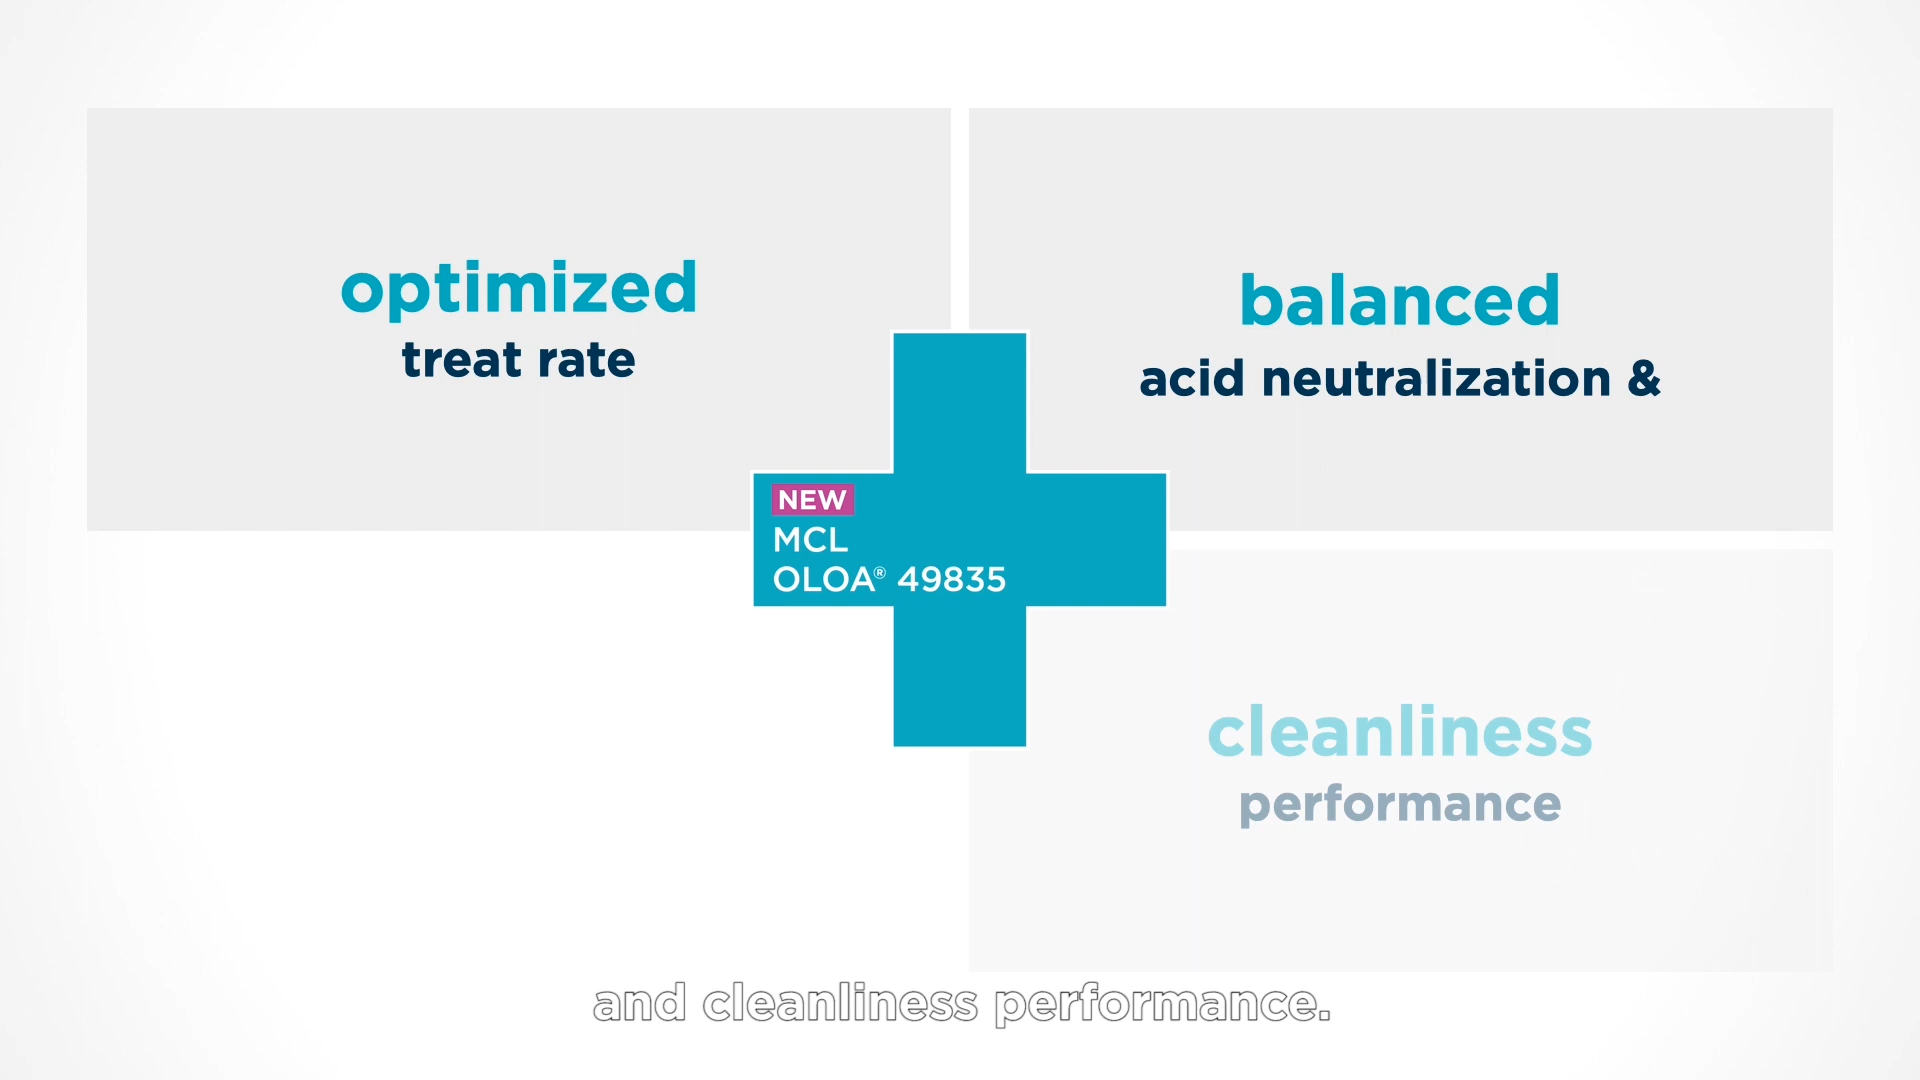 optimized
treat rate
balanced
acid neutralization &
NEW
MCL
OLOA® 49835
cleanliness
performance
and cleanliness performance.